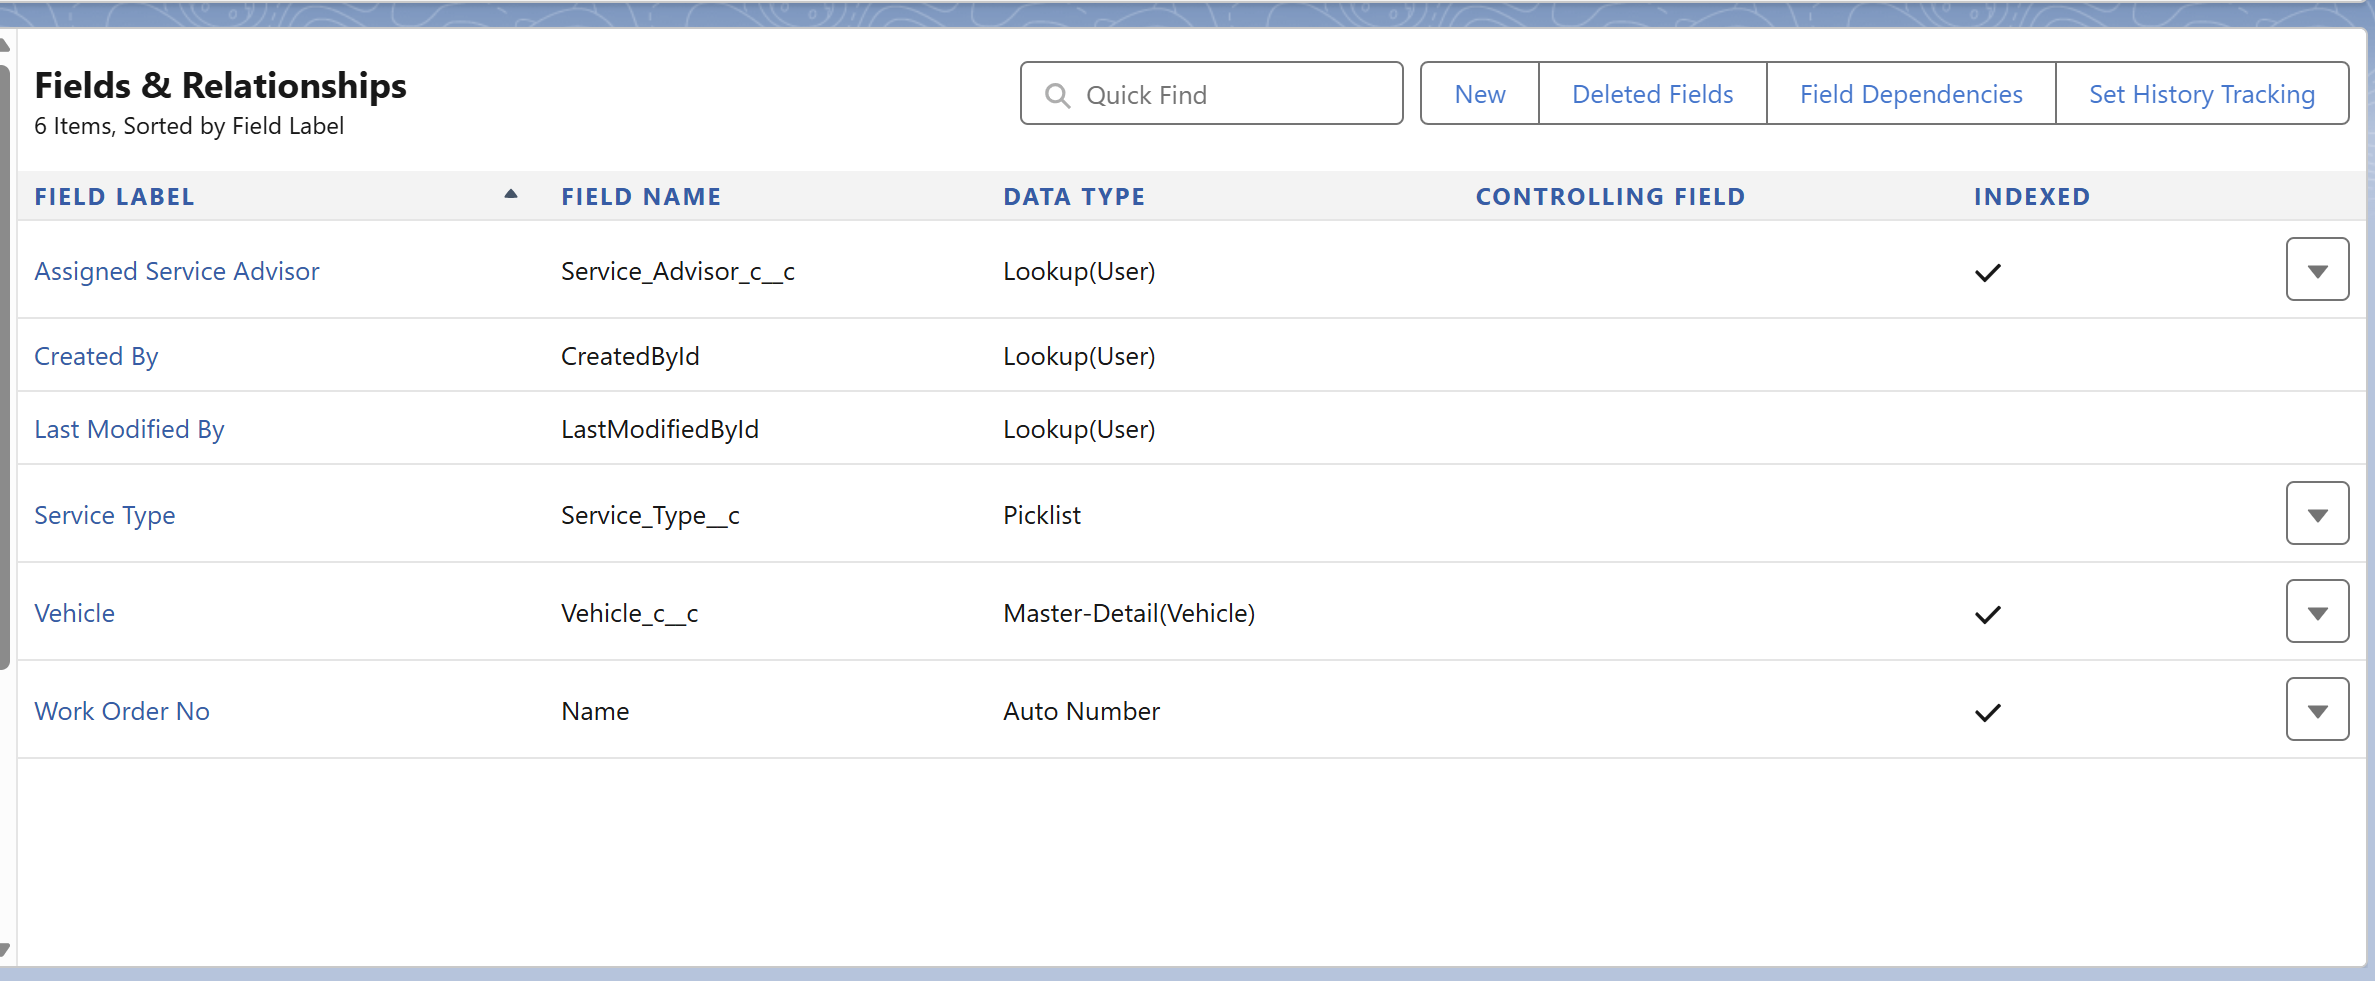 Fields & Relationships
6 Items, Sorted by Field Label
Quick Find
New
Deleted Fields
Field Dependencies
Set History Tracking
FIELD LABEL FIELD NAME DATA TYPE CONTROLLING FIELD INDEXED
Assigned Service Advisor Service_Advisor_c__c Lookup(User)
Created By CreatedById Lookup(User)
Last Modified By LastModifiedById Lookup(User)
Service Type Service_Type__c Picklist
Vehicle Vehicle_c__c Master-Detail(Vehicle)
Work Order No Name Auto Number